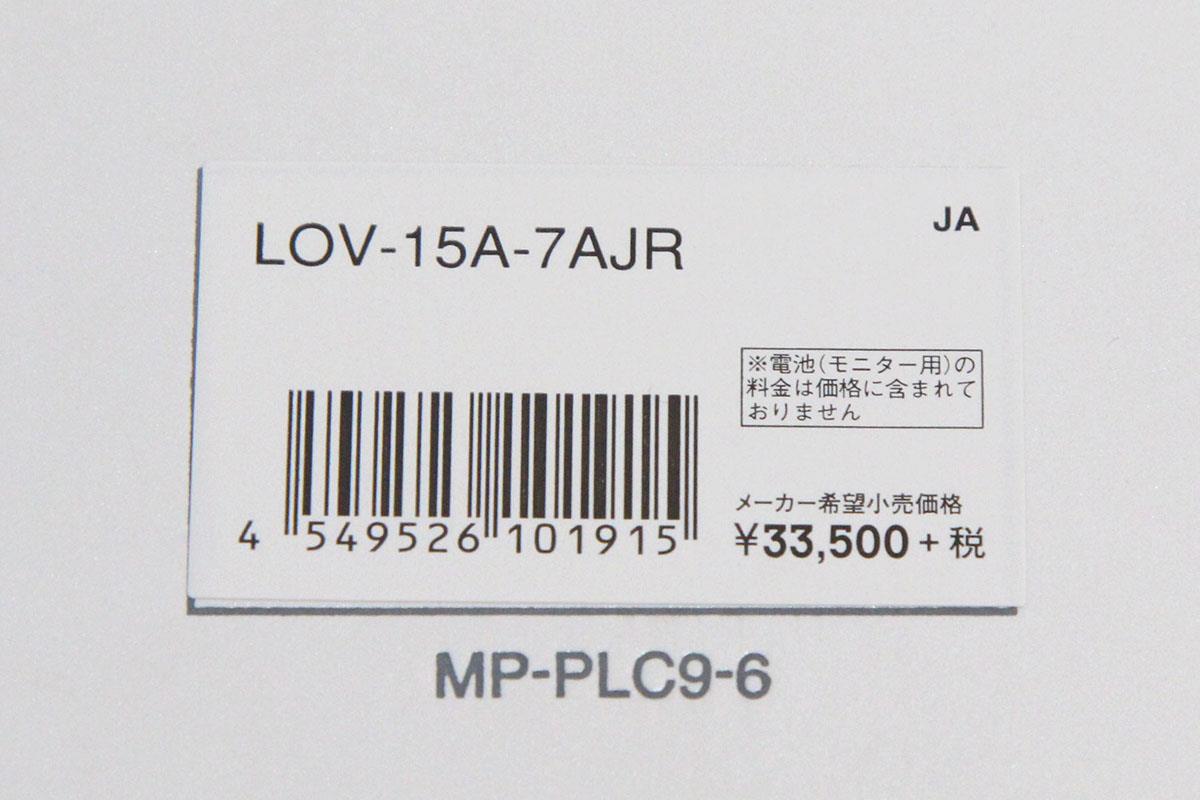 JA
LOV-15A-7AJR
※電池(モニター用)の
料金は価格に含まれて
おりません
メーカー希望小売価格
¥33,500+税
4 549526 101915
MP-PLC9-6